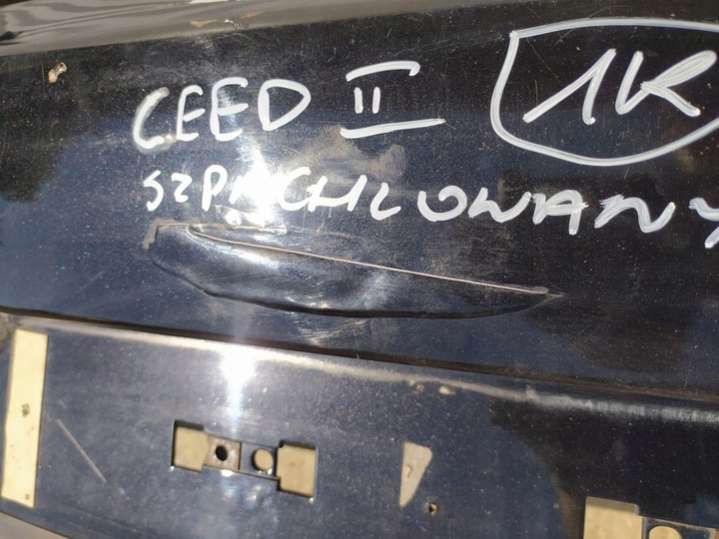 CEED II 1K
SZPACHLOWANY